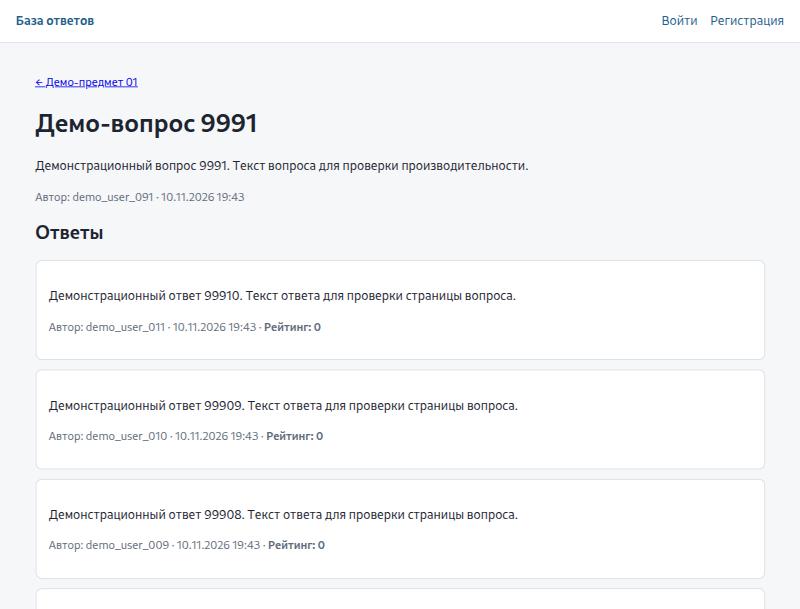 База ответов
Войти Регистрация
← Демо-предмет 01
Демо-вопрос 9991
Демонстрационный вопрос 9991. Текст вопроса для проверки производительности.
Автор: demo_user_091 · 10.11.2026 19:43
Ответы
Демонстрационный ответ 99910. Текст ответа для проверки страницы вопроса.
Автор: demo_user_011 · 10.11.2026 19:43 · Рейтинг: 0
Демонстрационный ответ 99909. Текст ответа для проверки страницы вопроса.
Автор: demo_user_010 · 10.11.2026 19:43 · Рейтинг: 0
Демонстрационный ответ 99908. Текст ответа для проверки страницы вопроса.
Автор: demo_user_009 · 10.11.2026 19:43 · Рейтинг: 0